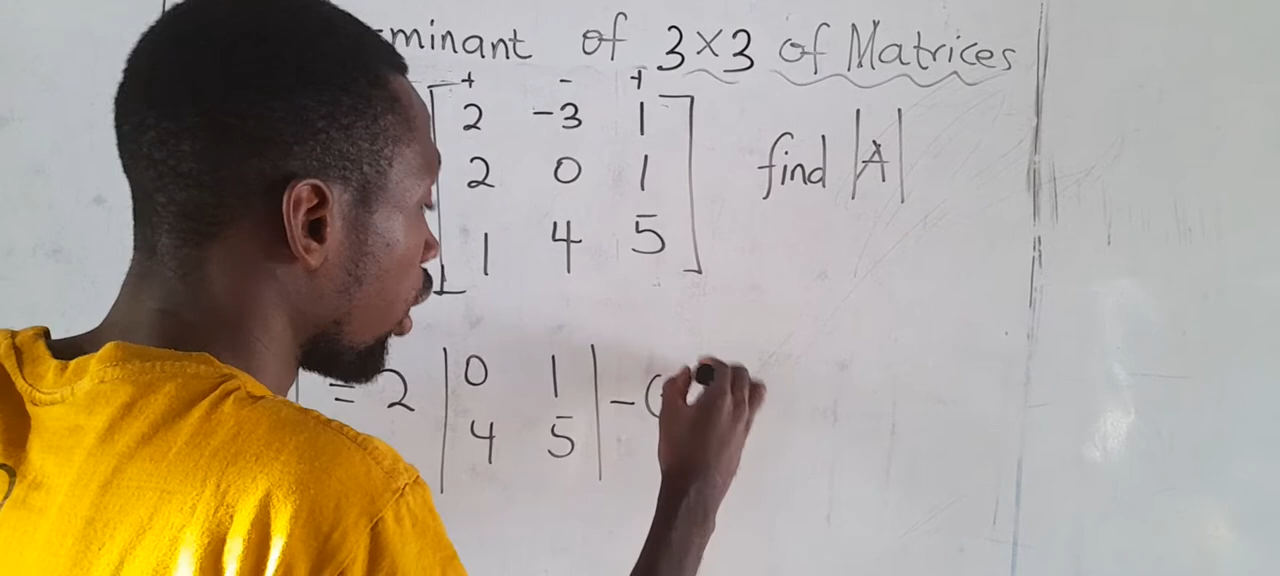 minant of 3×3 of Matrices
+ - +
2 -3 1
2 0 1 find |A|
1 4 5
= 2 |0 1| - (
4 5